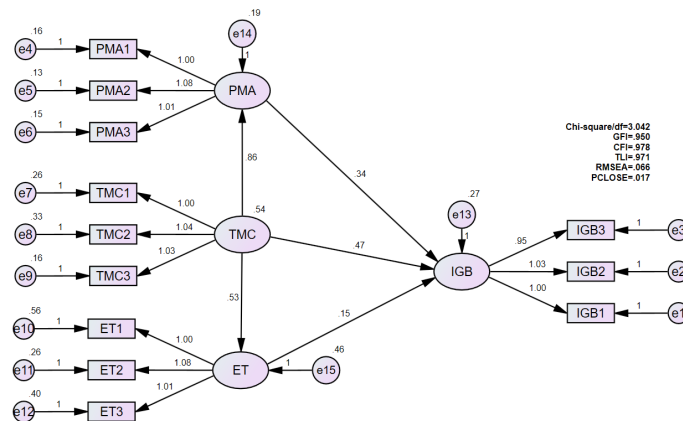 .16
e4
1
PMA1
1.00
.19
e14
1
.13
e5
1
PMA2
1.08
PMA
.15
e6
1
PMA3
1.01
Chi-square/df=3.042
GFI=.950
CFI=.978
TLI=.971
RMSEA=.066
PCLOSE=.017
.86
.34
.26
e7
1
TMC1
1.00
.54
.33
e8
1
TMC2
1.04
TMC
.16
e9
1
TMC3
1.03
.47
.27
e13
1
.95
IGB3
1
e3
IGB
1.03
IGB2
1
e2
1.00
IGB1
1
e1
.53
.15
.56
e10
1
ET1
1.00
.26
e11
1
ET2
1.08
ET
1
.46
e15
.40
e12
1
ET3
1.01